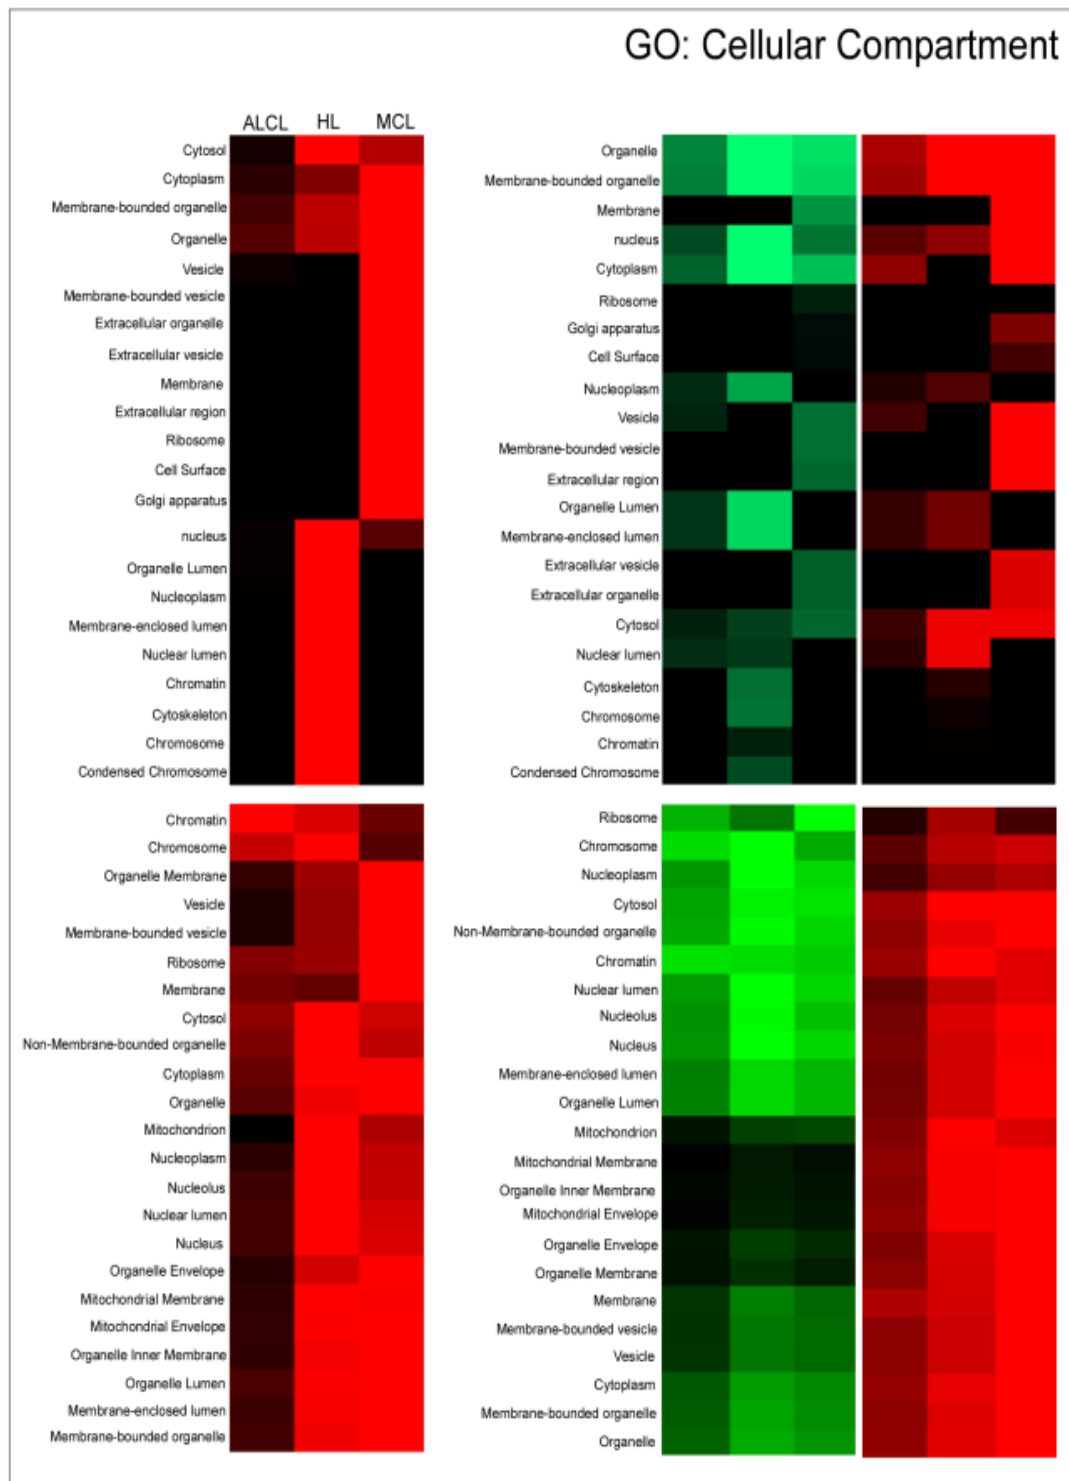 GO: Cellular Compartment
ALCL HL MCL
Cytosol
Cytoplasm
Membrane-bounded organelle
Organelle
Vesicle
Membrane-bounded vesicle
Extracellular organelle
Extracellular vesicle
Membrane
Extracellular region
Ribosome
Cell Surface
Golgi apparatus
nucleus
Organelle Lumen
Nucleoplasm
Membrane-enclosed lumen
Nuclear lumen
Chromatin
Cytoskeleton
Chromosome
Condensed Chromosome
Organelle
Membrane-bounded organelle
Membrane
nucleus
Cytoplasm
Ribosome
Golgi apparatus
Cell Surface
Nucleoplasm
Vesicle
Membrane-bounded vesicle
Extracellular region
Organelle Lumen
Membrane-enclosed lumen
Extracellular vesicle
Extracellular organelle
Cytosol
Nuclear lumen
Cytoskeleton
Chromosome
Chromatin
Condensed Chromosome
Chromatin
Chromosome
Organelle Membrane
Vesicle
Membrane-bounded vesicle
Ribosome
Membrane
Cytosol
Non-Membrane-bounded organelle
Cytoplasm
Organelle
Mitochondrion
Nucleoplasm
Nucleolus
Nuclear lumen
Nucleus
Organelle Envelope
Mitochondrial Membrane
Mitochondrial Envelope
Organelle Inner Membrane
Organelle Lumen
Membrane-enclosed lumen
Membrane-bounded organelle
Ribosome
Chromosome
Nucleoplasm
Cytosol
Non-Membrane-bounded organelle
Chromatin
Nuclear lumen
Nucleolus
Nucleus
Membrane-enclosed lumen
Organelle Lumen
Mitochondrion
Mitochondrial Membrane
Organelle Inner Membrane
Mitochondrial Envelope
Organelle Envelope
Organelle Membrane
Membrane
Membrane-bounded vesicle
Vesicle
Cytoplasm
Membrane-bounded organelle
Organelle